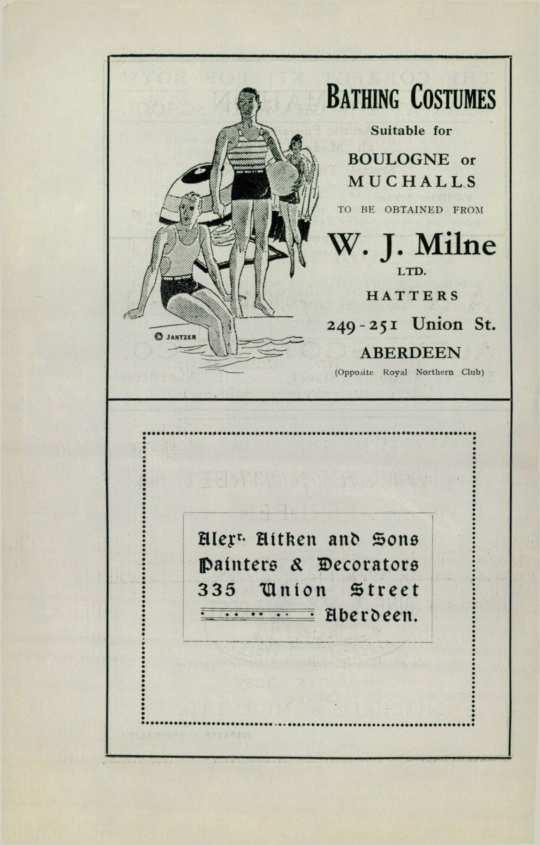 BATHING COSTUMES
Suitable for
BOULOGNE or
MUCHALLS
TO BE OBTAINED FROM
W. J. Milne
LTD.
HATTERS
249-251 Union St.
ABERDEEN
(Opposite Royal Northern Club)
© JANTZEN
Alexr. Aitken and Sons
Painters & Decorators
335 Union Street
Aberdeen.